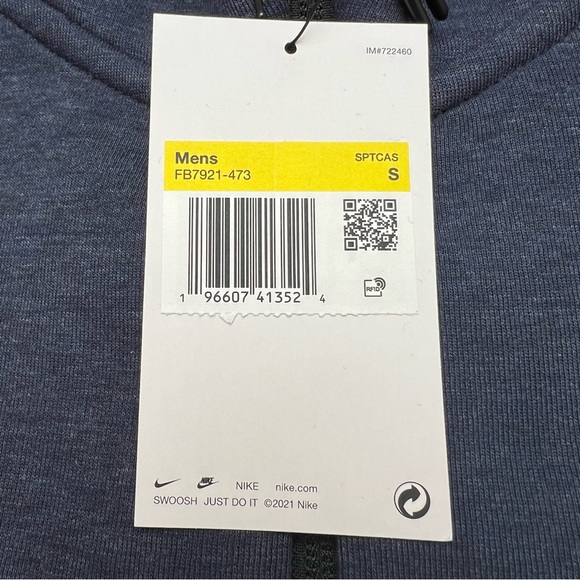 IM#722460
Mens SPTCAS
FB7921-473 S
1 96607 41352 4
RFID
NIKE nike.com
SWOOSH JUST DO IT ©2021 Nike